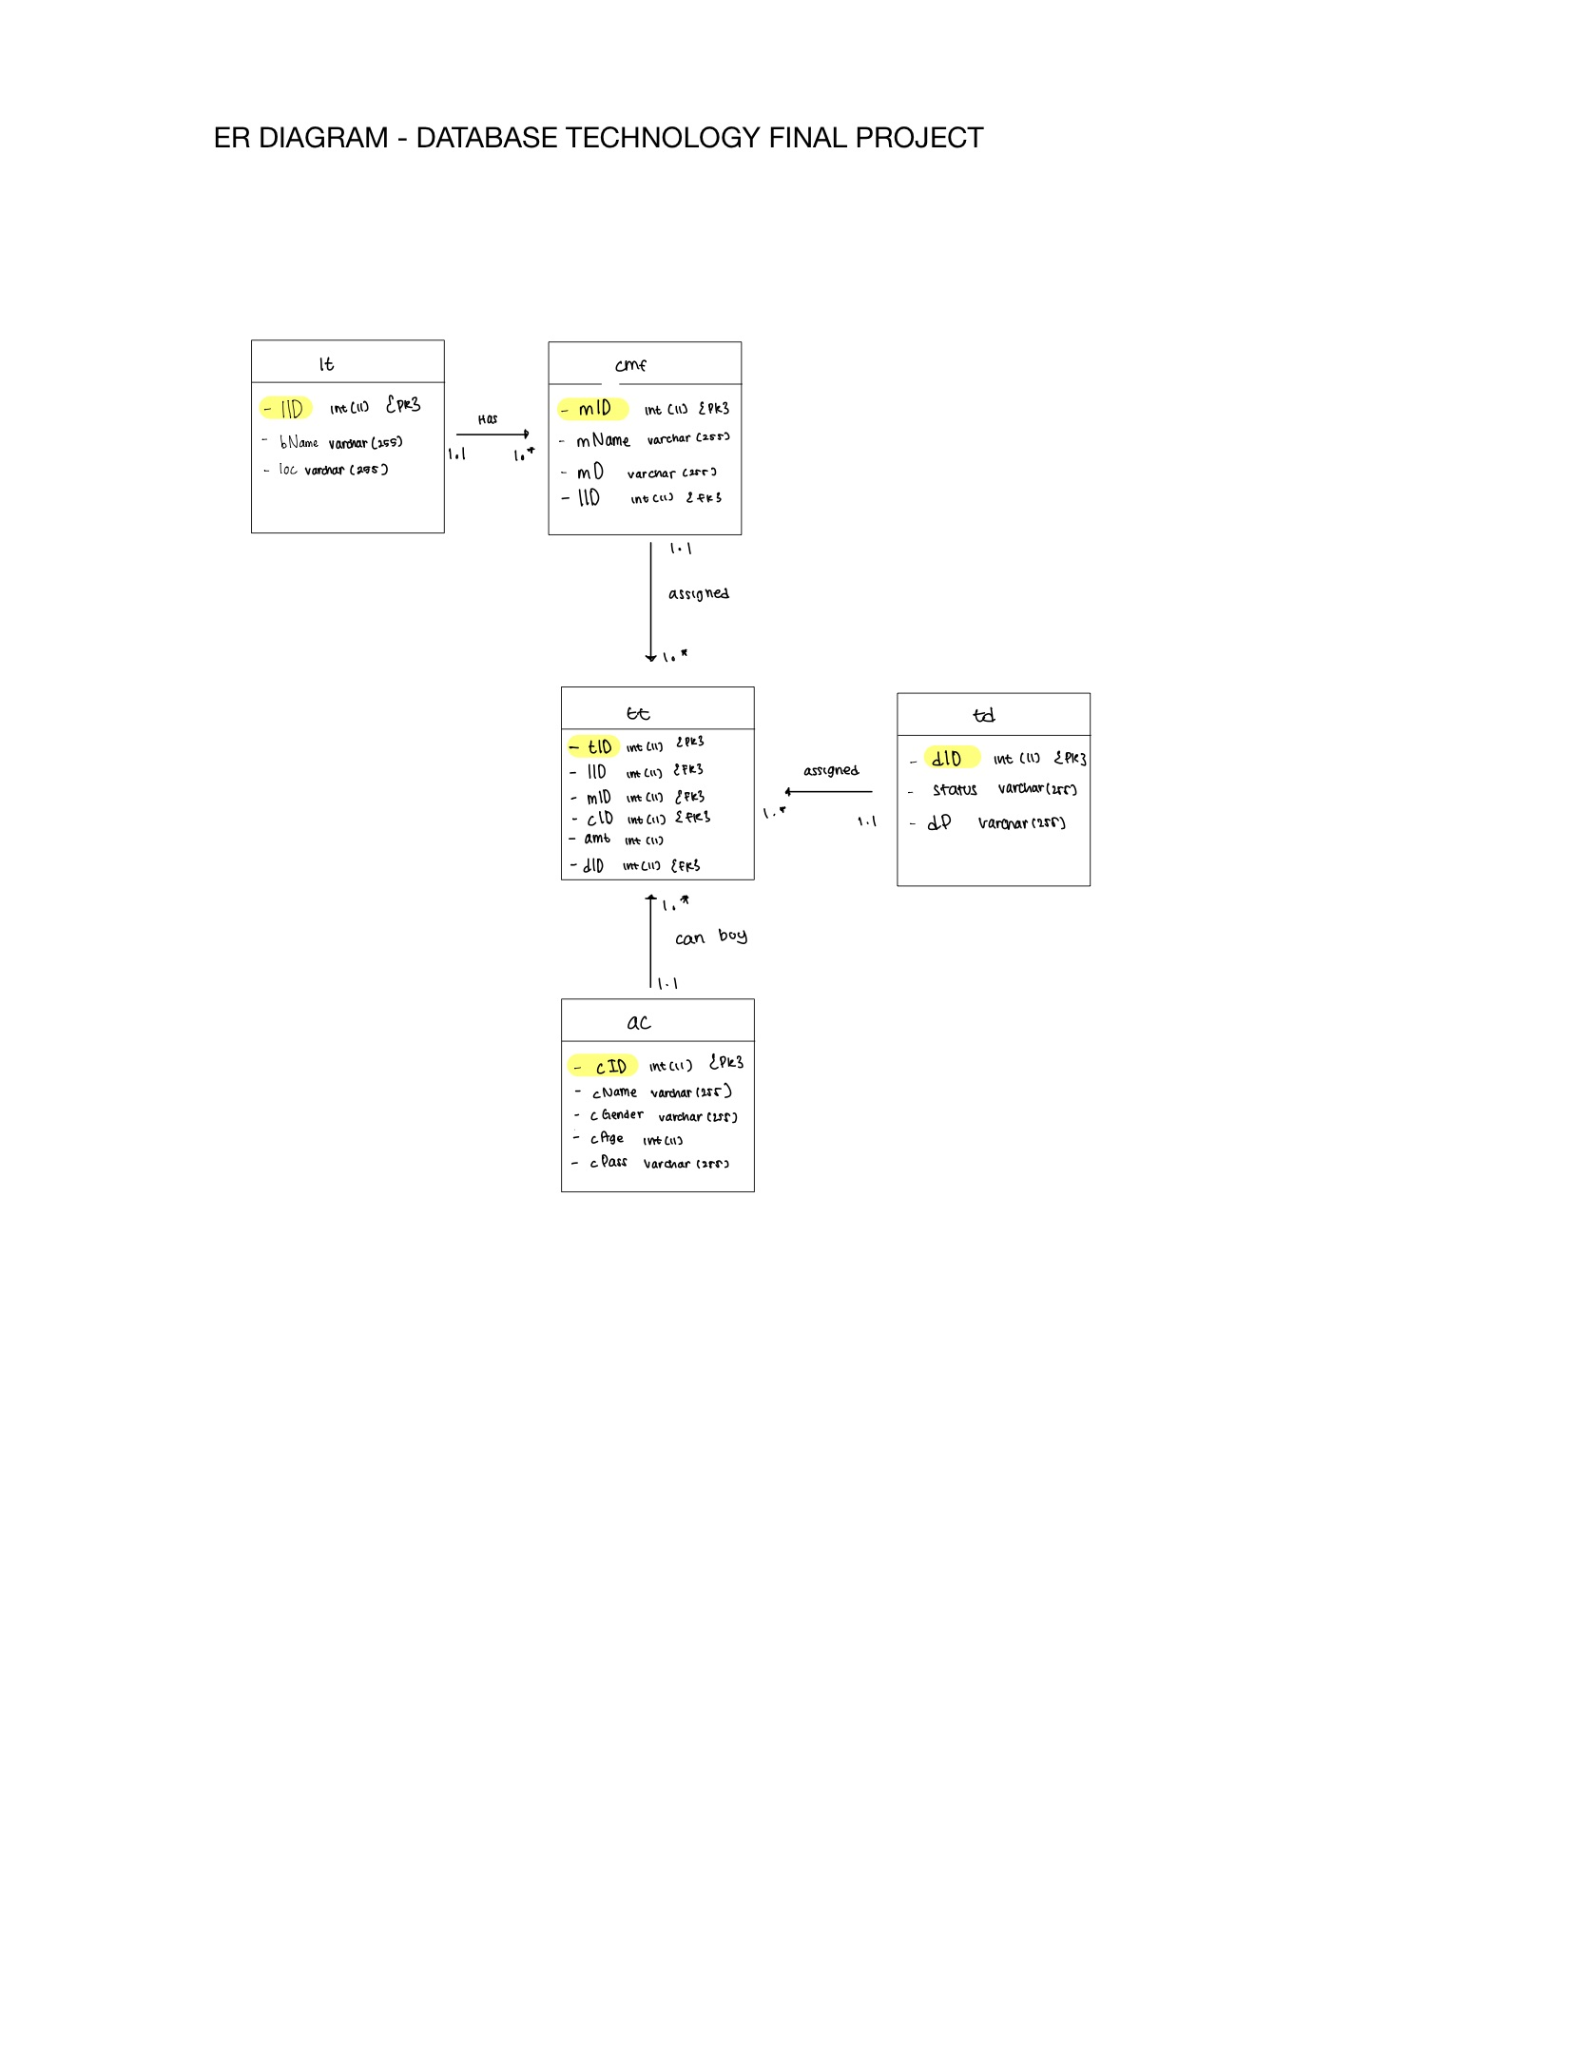 ER DIAGRAM - DATABASE TECHNOLOGY FINAL PROJECT
lt
- lID int (11) {PK}
- bName varchar (255)
- loc varchar (255)
Has
1.1
1.*
cmf
- mID int (11) {PK}
- mName varchar (255)
- mD varchar (255)
- lID int (11) {FK}
1.1
assigned
1.*
tt
- tID int (11) {PK}
- lID int (11) {FK}
- mID int (11) {FK}
- cID int (11) {FK}
- amt int (11)
- dID int (11) {FK}
assigned
1.*
1.1
td
- dID int (11) {PK}
- status varchar (255)
- dP varchar (255)
1.*
can boy
1.1
ac
- cID int (11) {PK}
- cName varchar (255)
- cGender varchar (255)
- cAge int (11)
- cPass varchar (255)